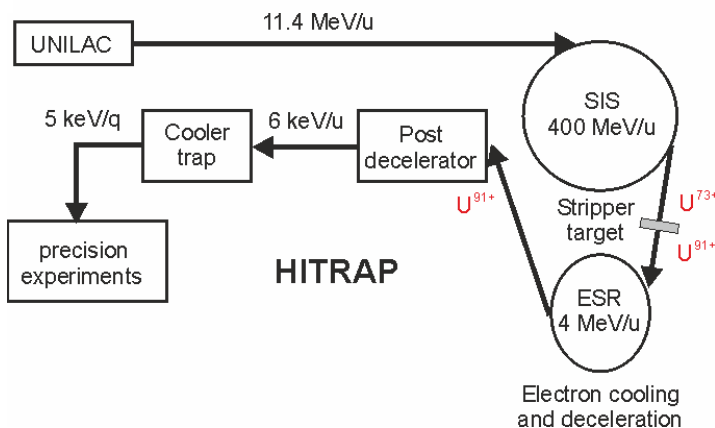 11.4 MeV/u
UNILAC
SIS
400 MeV/u
5 keV/q
Cooler
trap
6 keV/u
Post
decelerator
U⁹¹⁺
U⁷³⁺
Stripper
target
U⁹¹⁺
precision
experiments
HITRAP
ESR
4 MeV/u
Electron cooling
and deceleration